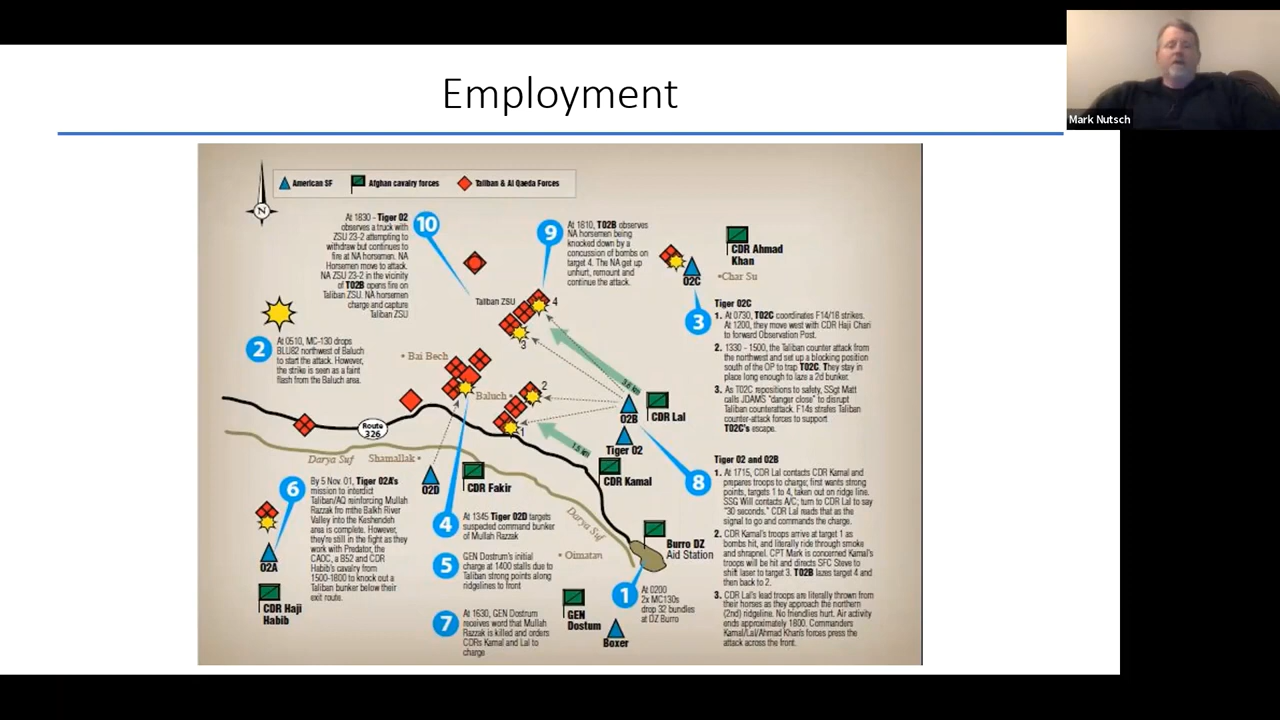 Employment
Mark Nutsch
American SF
Afghan cavalry forces
Taliban & Al Qaeda Forces
N
10
At 1830 - Tiger 02
observes a truck with
ZSU 23-2 attempting to
withdraw but continues to
fire at NA horsemen. NA
Horsemen move to attack.
NA ZSU 23-2 in the vicinity
of T02B opens fire on
Taliban ZSU. NA horsemen
charge and capture
Taliban ZSU
9
At 1810, T02B observes
NA horsemen being
knocked down by a
concussion of bombs on
target 4. The NA get up
unhurt, remount and
continue the attack.
CDR Ahmad
Khan
•Char Su
02C
3
Taliban ZSU
4
3
2
At 0510, MC-130 drops
BLU82 northwest of Baluch
to start the attack. However,
the strike is seen as a faint
flash from the Baluch area.
• Bai Bech
Baluch •
2
1
3.6 km
1.5 km
02B
CDR Lal
Tiger 02
8
Route
326
Darya Suf
Shamallak •
02D
CDR Fakir
CDR Kamal
Darya Suf
• Oimatan
Burro DZ
Aid Station
Tiger 02C
1. At 0730, T02C coordinates F14/18 strikes.
At 1200, they move west with CDR Haji Chari
to forward Observation Post.
2. 1330 - 1500, the Taliban counter attack from
the northwest and set up a blocking position
south of the OP to trap T02C. They stay in
place long enough to laze a 2d bunker.
3. As T02C repositions to safety, SSgt Matt
calls JDAMS "danger close" to disrupt
Taliban counterattack. F14s strafes Taliban
counter-attack forces to support
T02C's escape.
Tiger 02 and 02B
1. At 1715, CDR Lal contacts CDR Kamal and
prepares troops to charge; first wants strong
points, targets 1 to 4, taken out on ridge line.
SSG Will contacts A/C; turn to CDR Lal to say
"30 seconds." CDR Lal reads that as the
signal to go and commands the charge.
2. CDR Kamal's troops arrive at target 1 as
bombs hit, and literally ride through smoke
and shrapnel. CPT Mark is concerned Kamal's
troops will be hit and directs SFC Steve to
shift laser to target 3. T02B lazes target 4 and
then back to 2.
3. CDR Lal's lead troops are literally thrown from
their horses as they approach the northern
(2nd) ridgeline. No friendlies hurt. Air activity
ends approximately 1800. Commanders
Kamal/Lal/Ahmad Khan's forces press the
attack across the front.
6
By 5 Nov. 01, Tiger 02A's
mission to interdict
Taliban/AQ reinforcing Mullah
Razzak fro mthe Balkh River
Valley into the Keshendeh
area is complete. However,
they're still in the fight as they
work with Predator, the
CAOC, a B52 and CDR
Habib's cavalry from
1500-1800 to knock out a
Taliban bunker below their
exit route.
02A
CDR Haji
Habib
4
At 1345 Tiger 02D targets
suspected command bunker
of Mullah Razzak
5
GEN Dostrum's initial
charge at 1400 stalls due to
Taliban strong points along
ridgelines to front
7
At 1630, GEN Dostrum
receives word that Mullah
Razzak is killed and orders
CDRs Kamal and Lal to
charge
GEN
Dostum
Boxer
1
At 0200
2x MC130s
drop 32 bundles
at DZ Burro